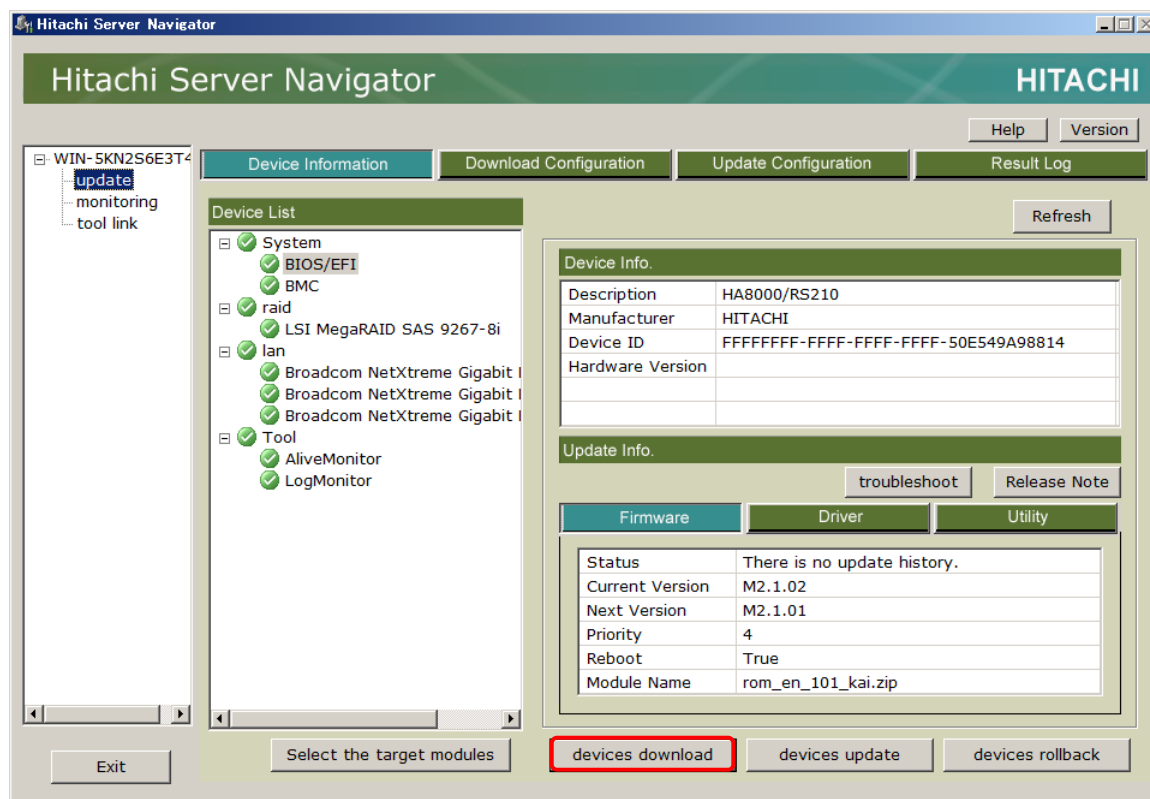 Hitachi Server Navigator
Hitachi Server Navigator
HITACHI
Help
Version
WIN-5KN2S6E3T4
update
monitoring
tool link
Device Information
Download Configuration
Update Configuration
Result Log
Device List
Refresh
System
BIOS/EFI
BMC
raid
LSI MegaRAID SAS 9267-8i
lan
Broadcom NetXtreme Gigabit
Broadcom NetXtreme Gigabit
Broadcom NetXtreme Gigabit
Tool
AliveMonitor
LogMonitor
Device Info.
Description HA8000/RS210
Manufacturer HITACHI
Device ID FFFFFFFF-FFFF-FFFF-FFFF-50E549A98814
Hardware Version
Update Info.
troubleshoot
Release Note
Firmware
Driver
Utility
Status There is no update history.
Current Version M2.1.02
Next Version M2.1.01
Priority 4
Reboot True
Module Name rom_en_101_kai.zip
Exit
Select the target modules
devices download
devices update
devices rollback